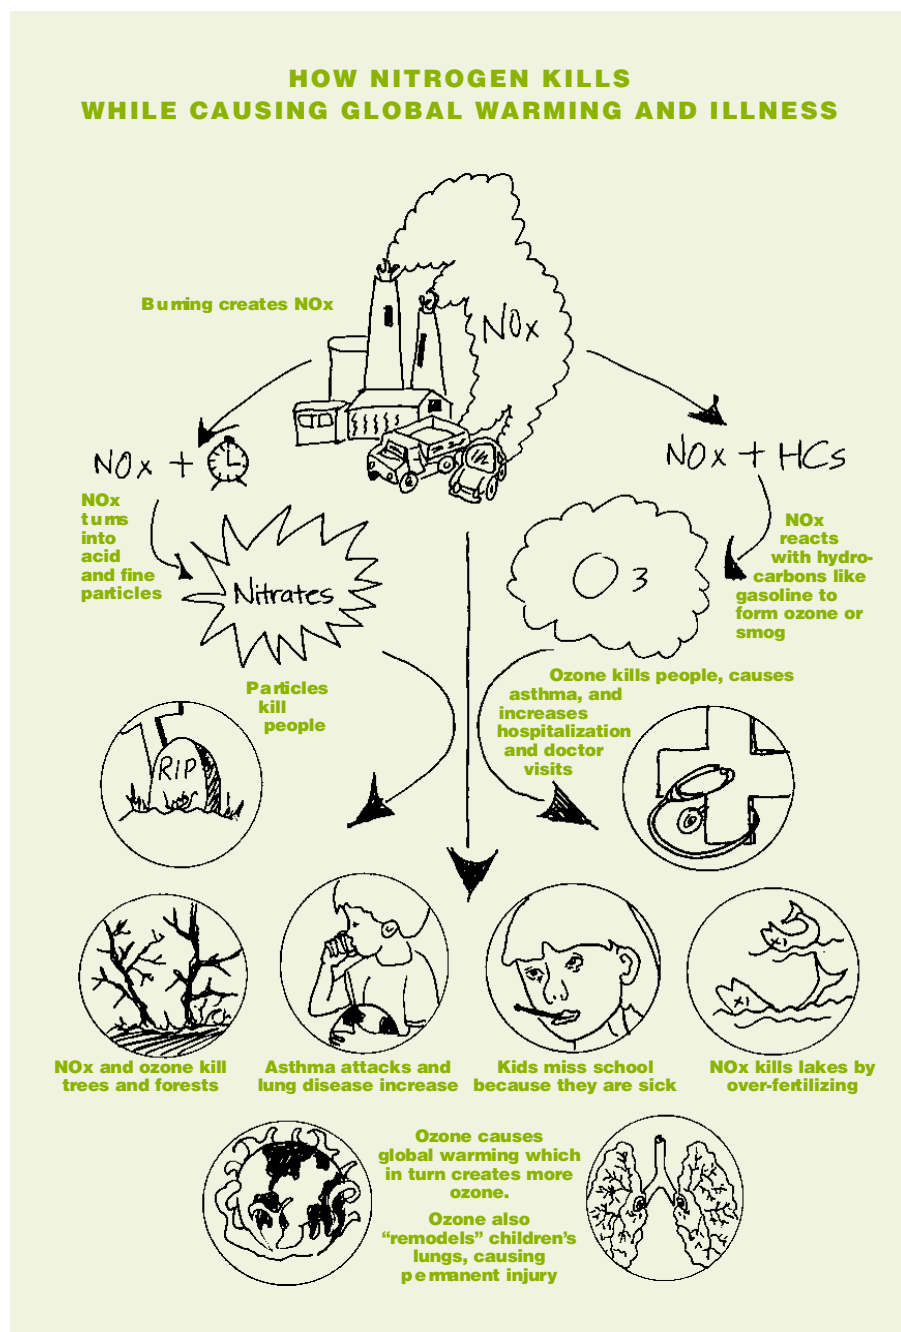 HOW NITROGEN KILLS
WHILE CAUSING GLOBAL WARMING AND ILLNESS
Burning creates NOx
NOx
NOx +
NOx + HCs
NOx
turns
into
acid
and fine
particles
Nitrates
O3
NOx
reacts
with hydro-
carbons like
gasoline to
form ozone or
smog
Particles
kill
people
Ozone kills people, causes
asthma, and
increases
hospitalization
and doctor
visits
RIP
NOx and ozone kill
trees and forests
Asthma attacks and
lung disease increase
Kids miss school
because they are sick
NOx kills lakes by
over-fertilizing
Ozone causes
global warming which
in turn creates more
ozone.
Ozone also
“remodels” children’s
lungs, causing
permanent injury